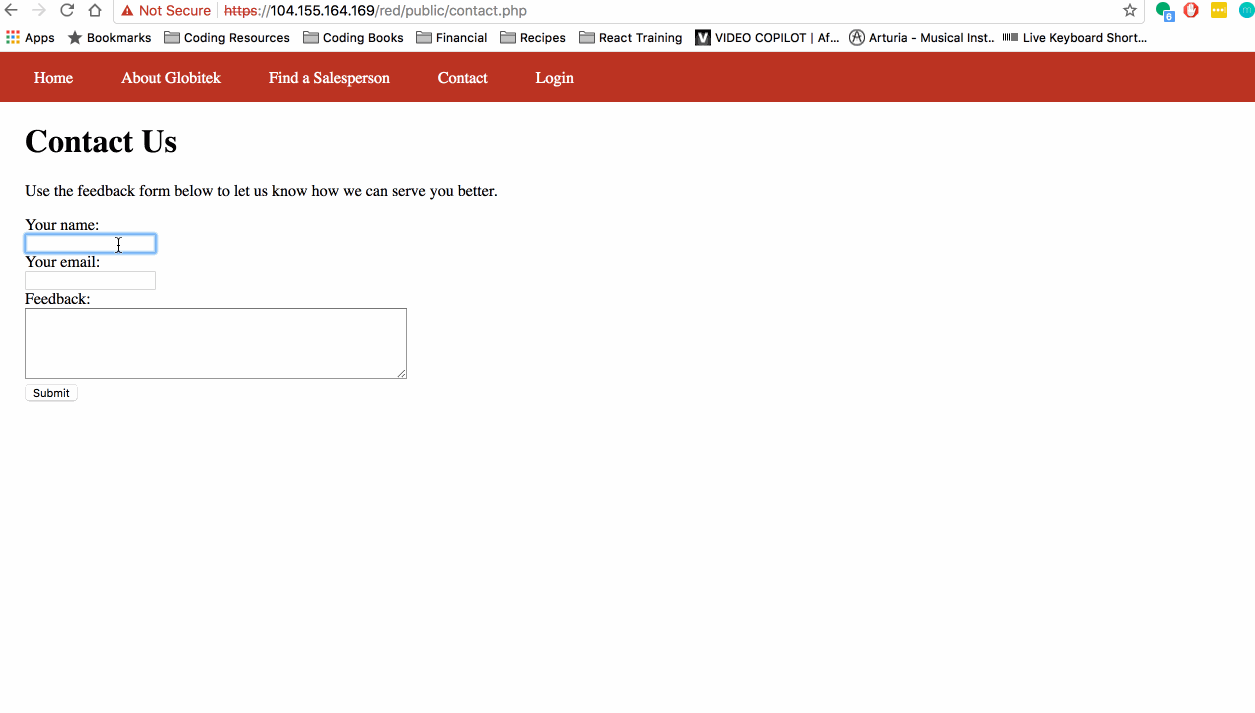 Not Secure https://104.155.164.169/red/public/contact.php
6
Apps Bookmarks Coding Resources Coding Books Financial Recipes React Training VIDEO COPILOT | Af... Arturia - Musical Inst... Live Keyboard Short...
Home About Globitek Find a Salesperson Contact Login
Contact Us
Use the feedback form below to let us know how we can serve you better.
Your name:
Your email:
Feedback:
Submit